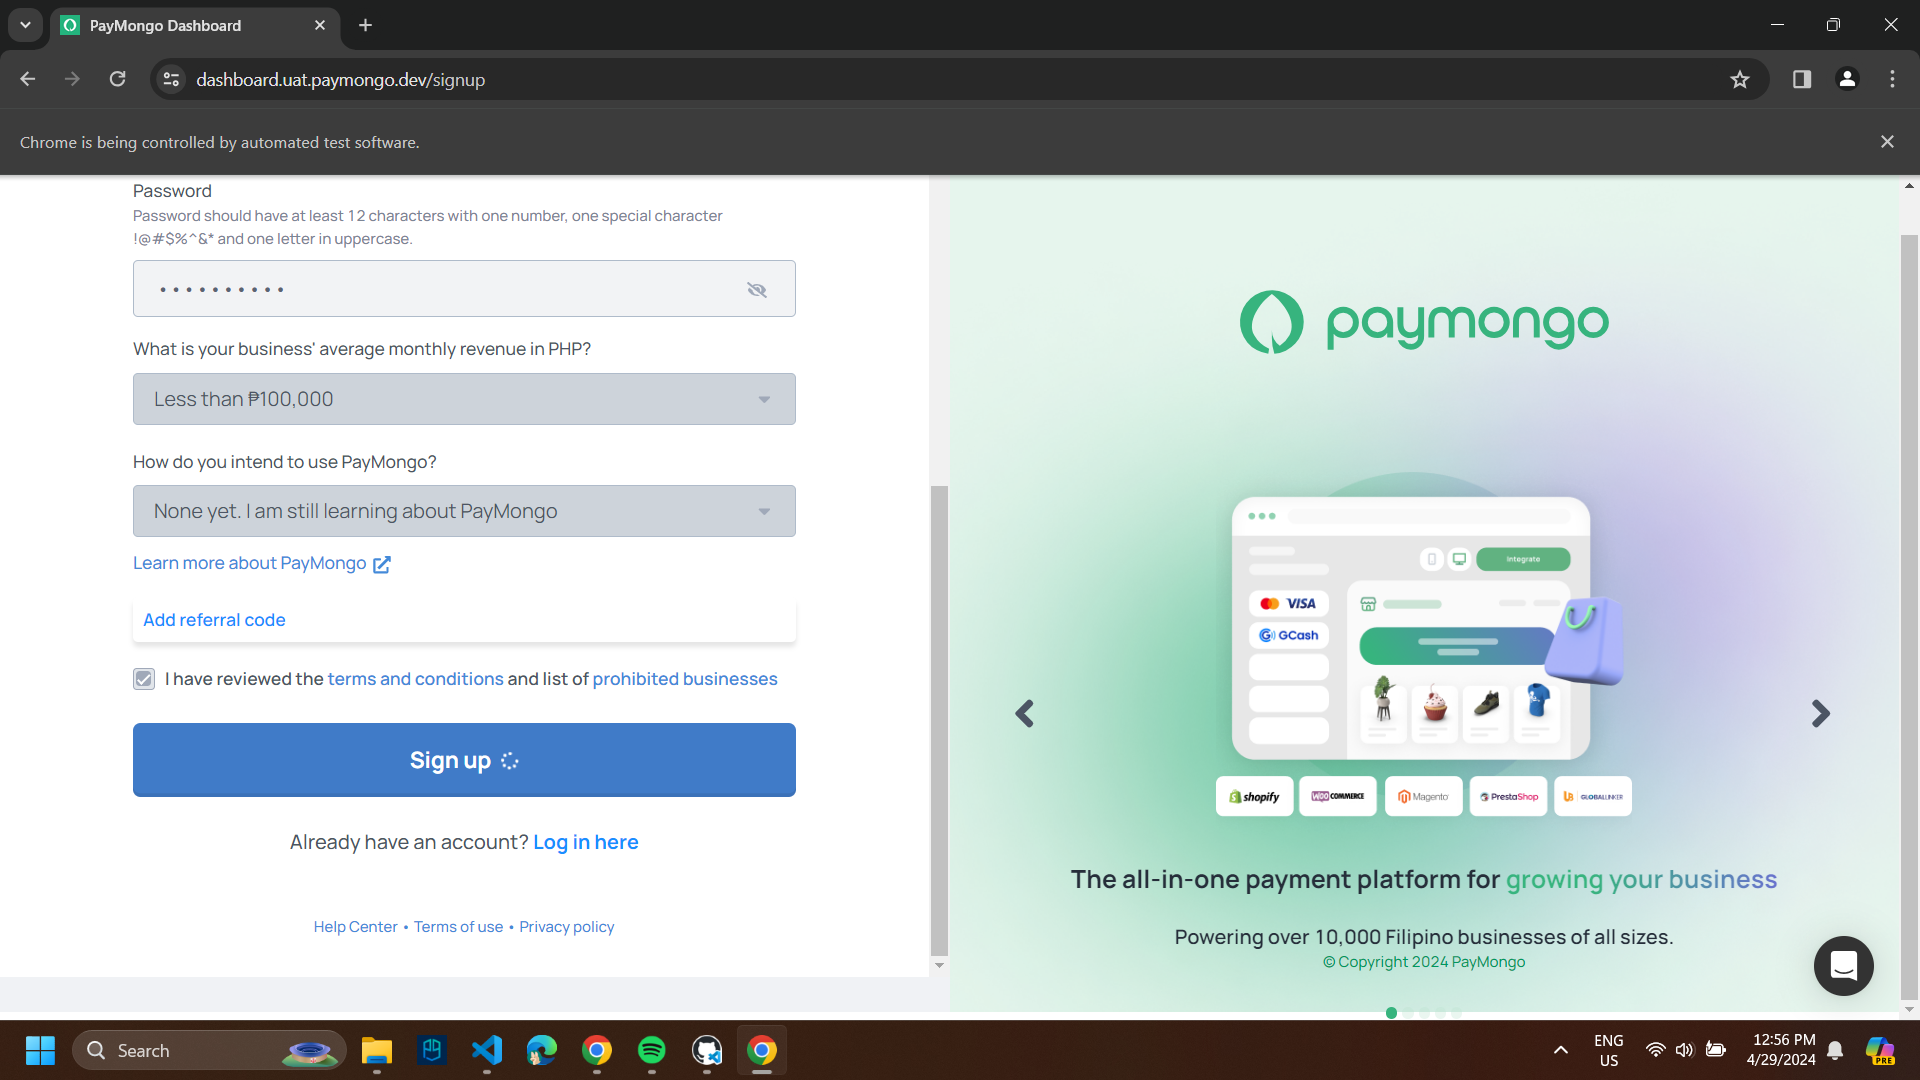 PayMongo Dashboard
dashboard.uat.paymongo.dev/signup
Chrome is being controlled by automated test software.
Password
Password should have at least 12 characters with one number, one special character
!@#$%^&* and one letter in uppercase.
What is your business' average monthly revenue in PHP?
Less than ₱100,000
How do you intend to use PayMongo?
None yet. I am still learning about PayMongo
Learn more about PayMongo
Add referral code
I have reviewed the terms and conditions and list of prohibited businesses
Sign up
Already have an account? Log in here
Help Center • Terms of use • Privacy policy
paymongo
Integrate
VISA
GCash
shopify
WOO COMMERCE
Magento
PrestaShop
GLOBALLINKER
The all-in-one payment platform for growing your business
Powering over 10,000 Filipino businesses of all sizes.
© Copyright 2024 PayMongo
Search
ENG
US
12:56 PM
4/29/2024
PRE